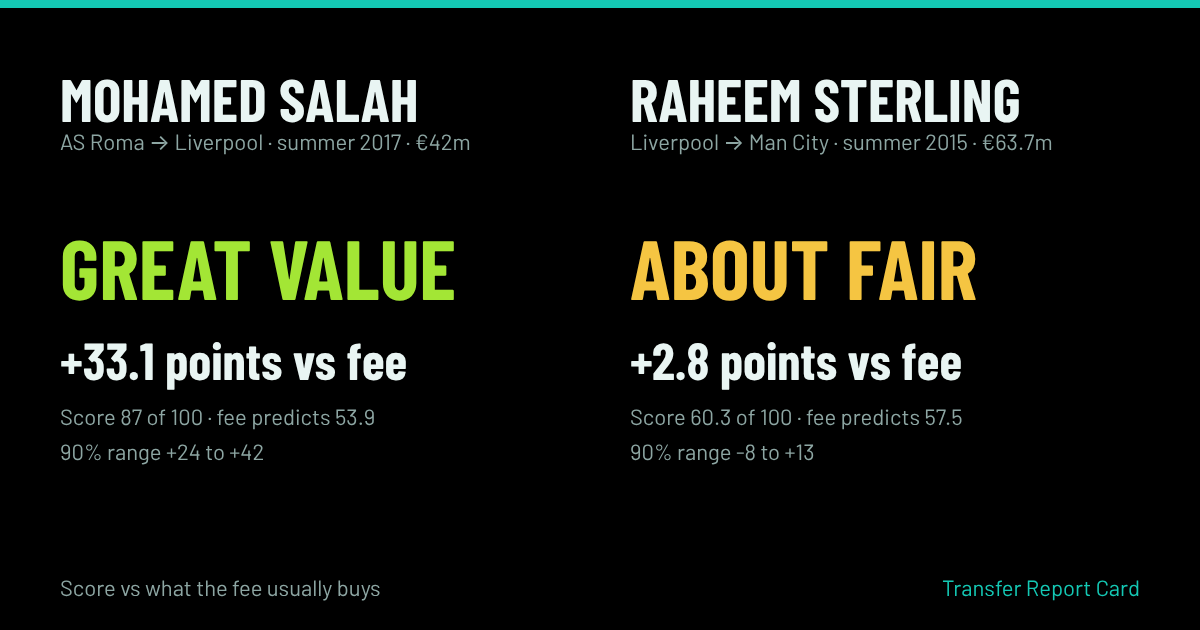 MOHAMED SALAH
AS Roma → Liverpool · summer 2017 · €42m
GREAT VALUE
+33.1 points vs fee
Score 87 of 100 · fee predicts 53.9
90% range +24 to +42
RAHEEM STERLING
Liverpool → Man City · summer 2015 · €63.7m
ABOUT FAIR
+2.8 points vs fee
Score 60.3 of 100 · fee predicts 57.5
90% range -8 to +13
Score vs what the fee usually buys
Transfer Report Card